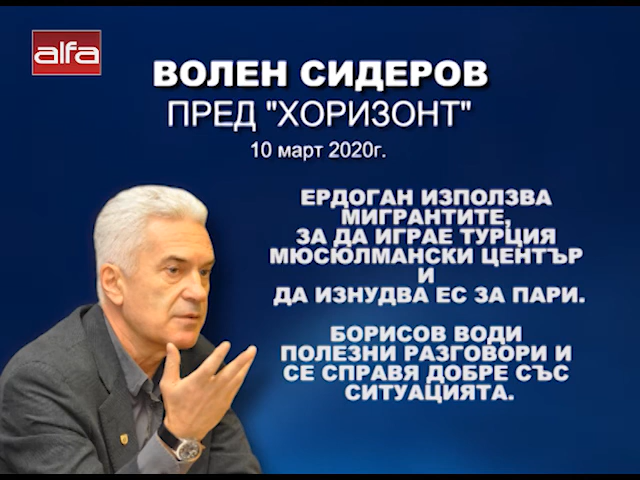 alfa
ВОЛЕН СИДЕРОВ
ПРЕД "ХОРИЗОНТ"
10 март 2020г.
ЕРДОГАН ИЗПОЛЗВА
МИГРАНТИТЕ,
ЗА ДА ИГРАЕ ТУРЦИЯ
МЮСЮЛМАНСКИ ЦЕНТЪР
И
ДА ИЗНУДВА ЕС ЗА ПАРИ.
БОРИСОВ ВОДИ
ПОЛЕЗНИ РАЗГОВОРИ И
СЕ СПРАВЯ ДОБРЕ СЪС
СИТУАЦИЯТА.